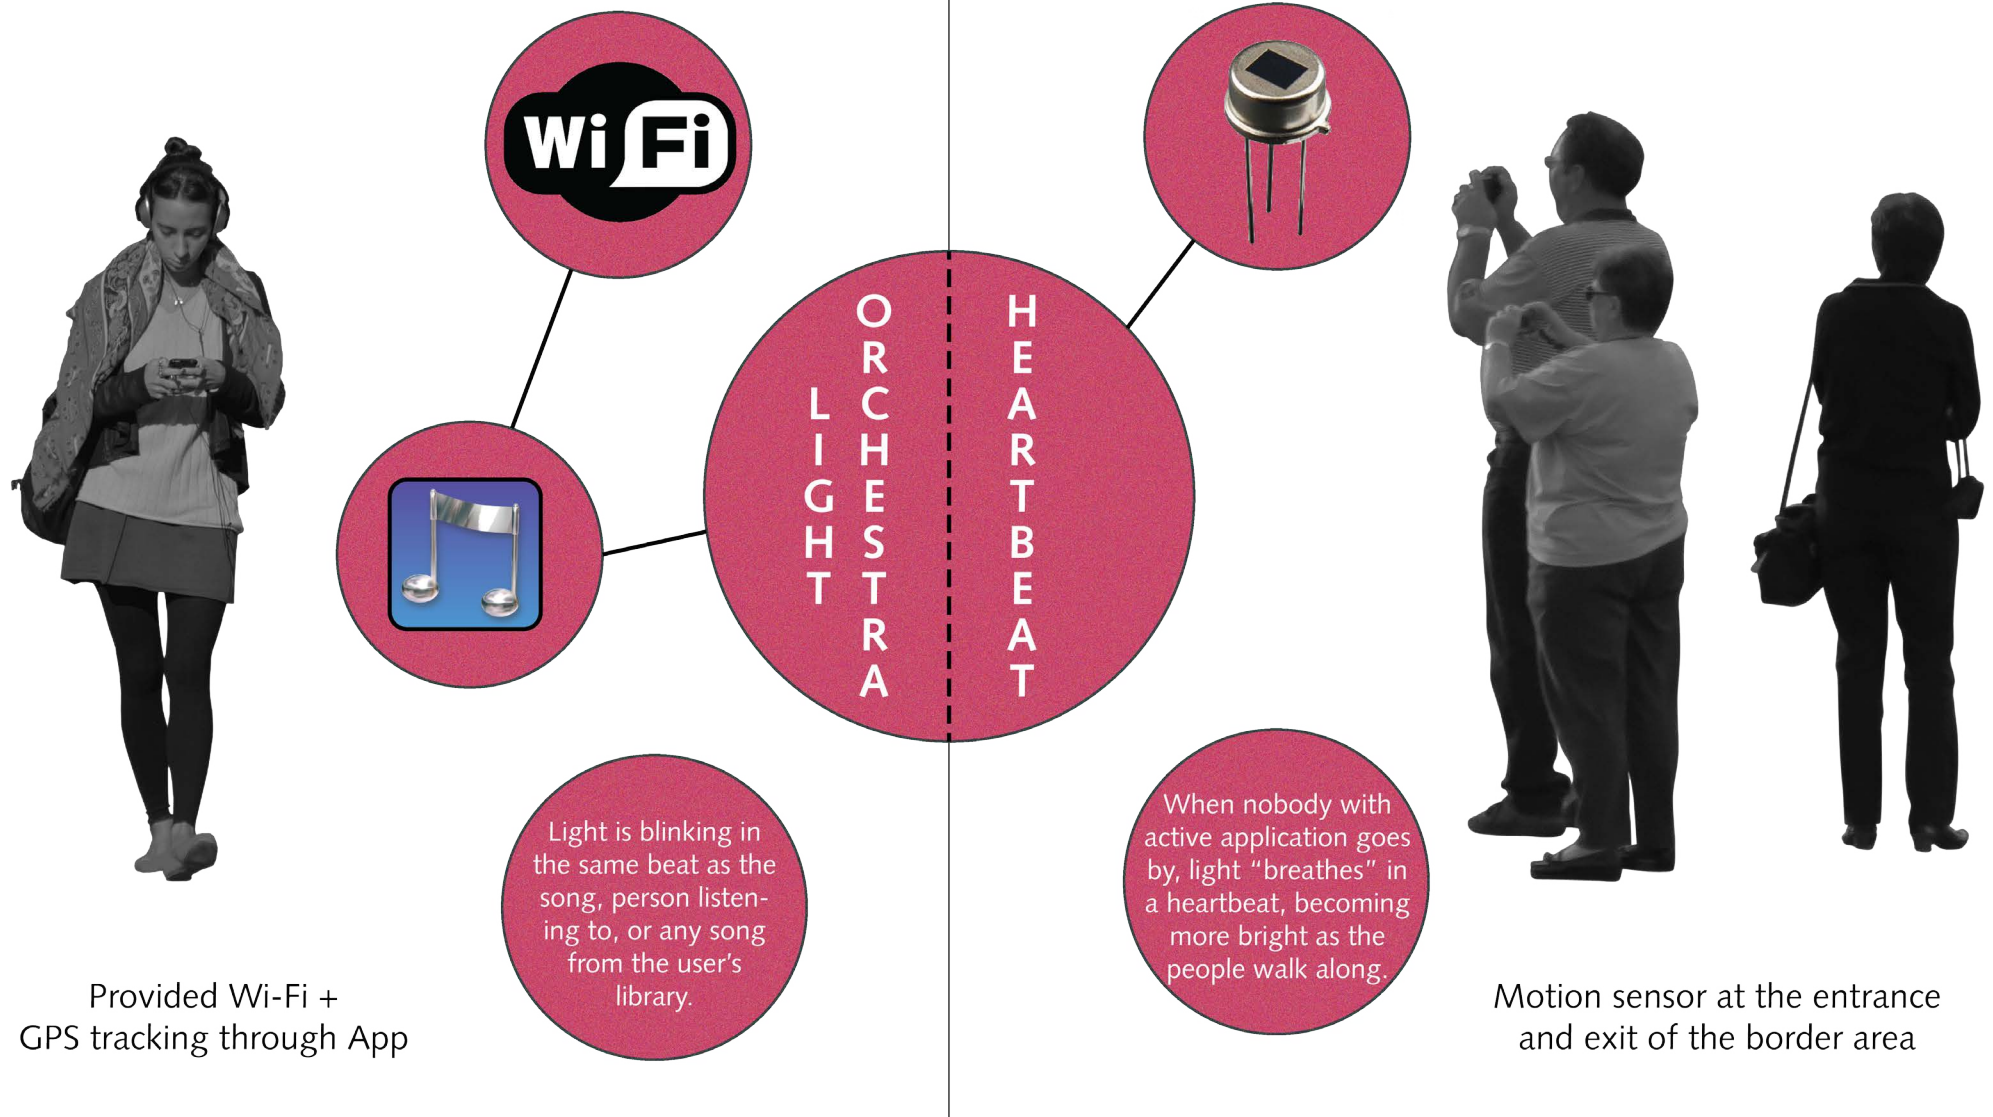 Wi Fi
LIGHT
ORCHESTRA
HEARTBEAT
Light is blinking in
the same beat as the
song, person listen-
ing to, or any song
from the user's
library.
When nobody with
active application goes
by, light “breathes” in
a heartbeat, becoming
more bright as the
people walk along.
Provided Wi-Fi +
GPS tracking through App
Motion sensor at the entrance
and exit of the border area